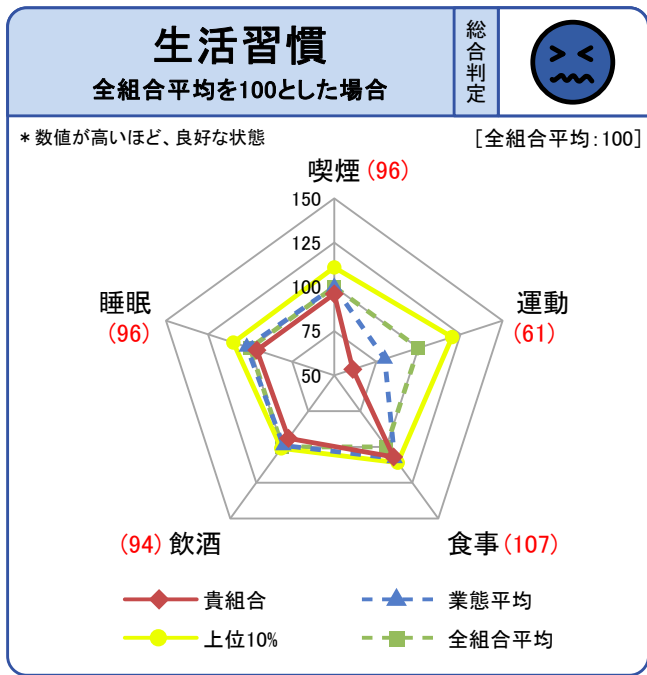 生活習慣
全組合平均を100とした場合
総合判定
＊数値が高いほど、良好な状態
[全組合平均:100]
喫煙(96)
150
125
100
75
50
睡眠
(96)
運動
(61)
(94)飲酒
食事(107)
貴組合
業態平均
上位10%
全組合平均